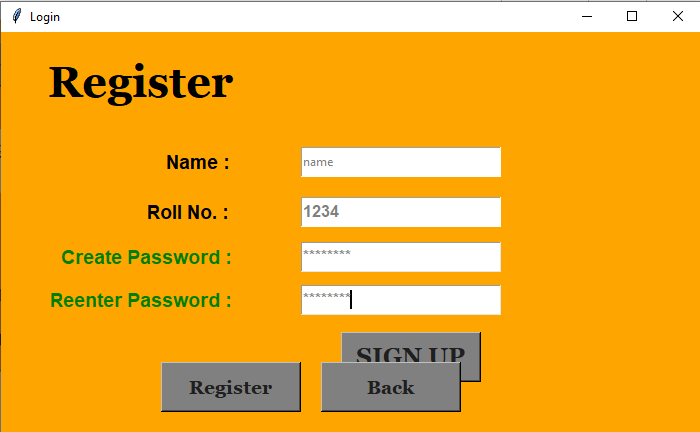 Login
Register
Name : name
Roll No. : 1234
Create Password : ********
Reenter Password : ********
SIGN UP
Register Back